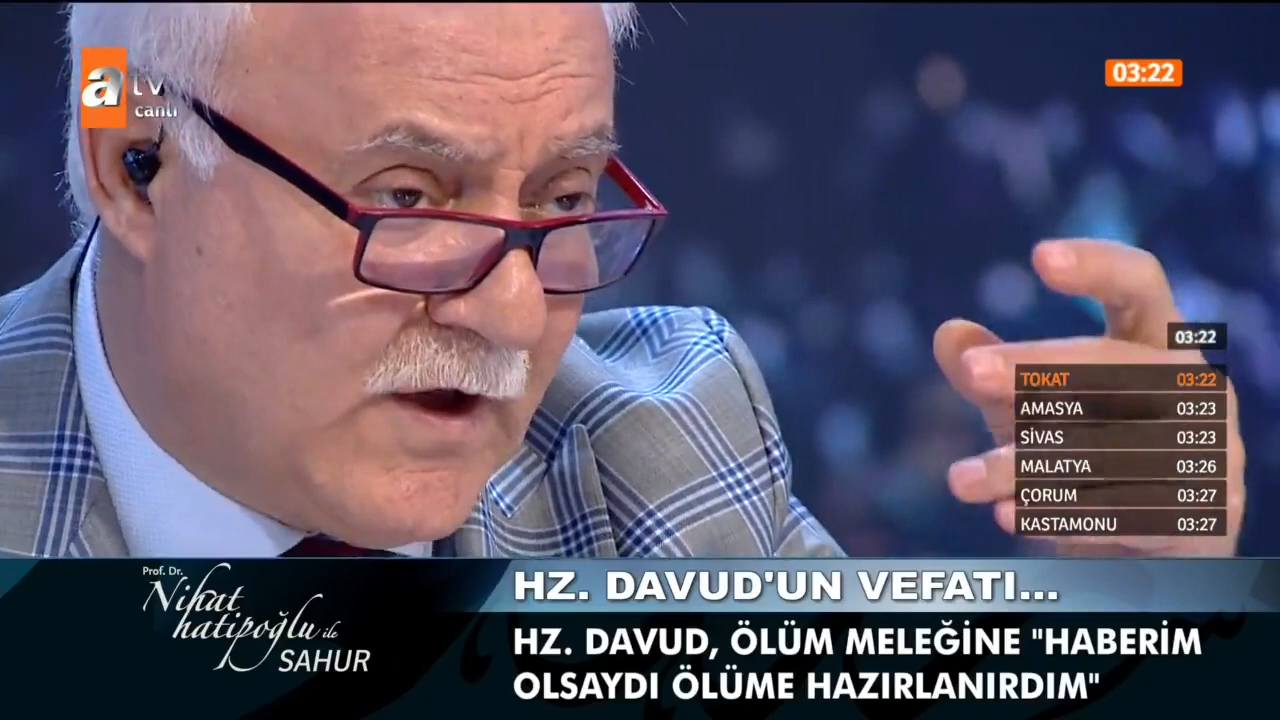 atv
canlı
03:22
03:22
TOKAT 03:22
AMASYA 03:23
SİVAS 03:23
MALATYA 03:26
ÇORUM 03:27
KASTAMONU 03:27
Prof. Dr.
Nihat
hatipoğlu ile
SAHUR
HZ. DAVUD'UN VEFATI...
HZ. DAVUD, ÖLÜM MELEĞİNE "HABERİM
OLSAYDI ÖLÜME HAZIRLANIRDIM"